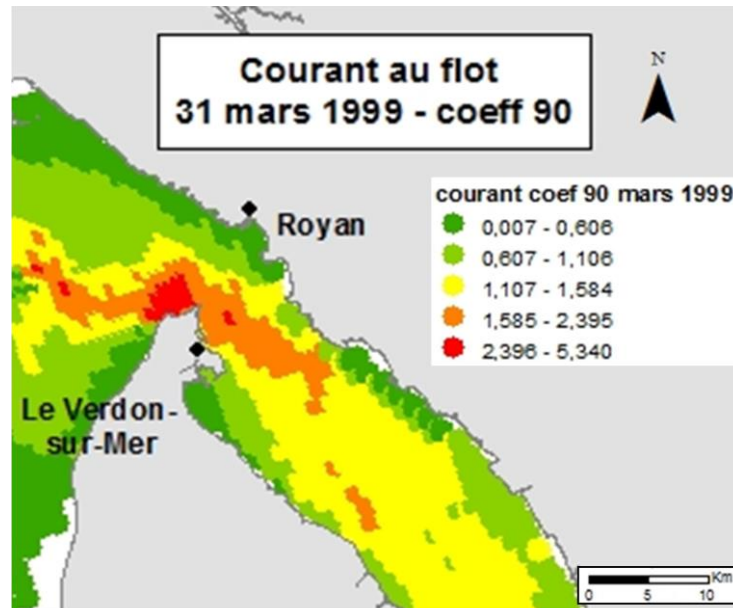 Courant au flot
31 mars 1999 - coeff 90
N
Royan
courant coef 90 mars 1999
0,007 - 0,606
0,607 - 1,106
1,107 - 1,584
1,585 - 2,395
2,396 - 5,340
Le Verdon-
sur-Mer
Km
0 5 10